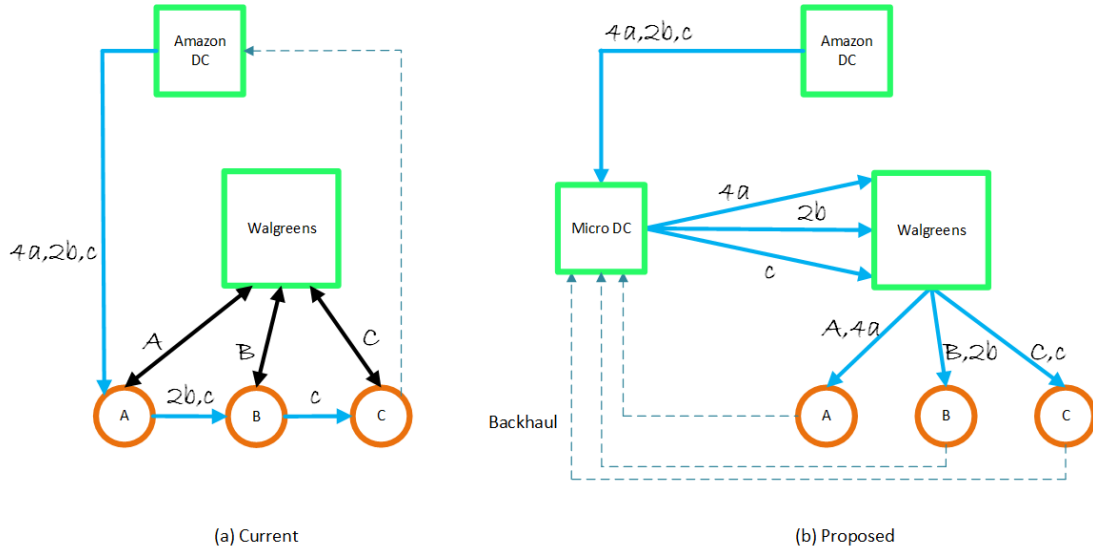 Amazon
DC
4a,2b,c
Walgreens
A
B
C
A
2b,c
B
c
C
(a) Current
4a,2b,c
Amazon
DC
Micro DC
4a
2b
c
Walgreens
A,4a
B,2b
C,c
A
B
C
Backhaul
(b) Proposed